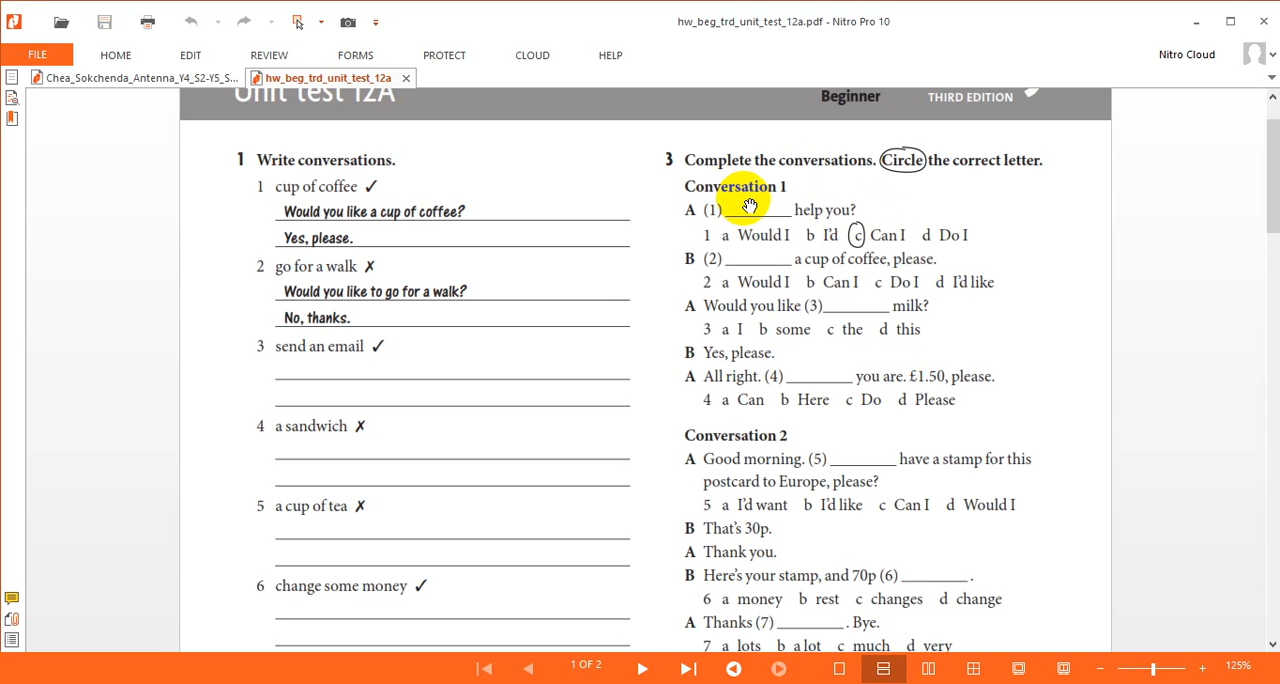 hw_beg_trd_unit_test_12a.pdf - Nitro Pro 10
FILE HOME EDIT REVIEW FORMS PROTECT CLOUD HELP Nitro Cloud
Chea_Sokchenda_Antenna_Y4_S2-Y5_S... hw_beg_trd_unit_test_12a
Unit test 12A Beginner THIRD EDITION
1 Write conversations.
1 cup of coffee ✓
Would you like a cup of coffee?
Yes, please.
2 go for a walk ✗
Would you like to go for a walk?
No, thanks.
3 send an email ✓
4 a sandwich ✗
5 a cup of tea ✗
6 change some money ✓
3 Complete the conversations. Circle the correct letter.
Conversation 1
A (1) ________ help you?
1 a Would I b I'd c Can I d Do I
B (2) ________ a cup of coffee, please.
2 a Would I b Can I c Do I d I'd like
A Would you like (3) ________ milk?
3 a I b some c the d this
B Yes, please.
A All right. (4) ________ you are. £1.50, please.
4 a Can b Here c Do d Please
Conversation 2
A Good morning. (5) ________ have a stamp for this
postcard to Europe, please?
5 a I'd want b I'd like c Can I d Would I
B That's 30p.
A Thank you.
B Here's your stamp, and 70p (6) ________ .
6 a money b rest c changes d change
A Thanks (7) ________ . Bye.
7 a lots b a lot c much d very
1 OF 2
125%